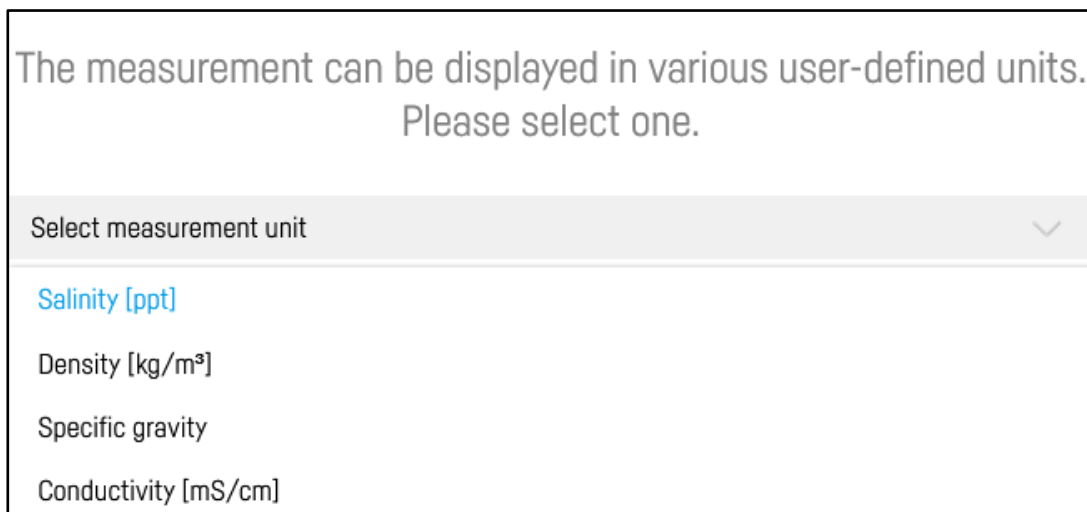 The measurement can be displayed in various user-defined units.
Please select one.
Select measurement unit
Salinity [ppt]
Density [kg/m³]
Specific gravity
Conductivity [mS/cm]